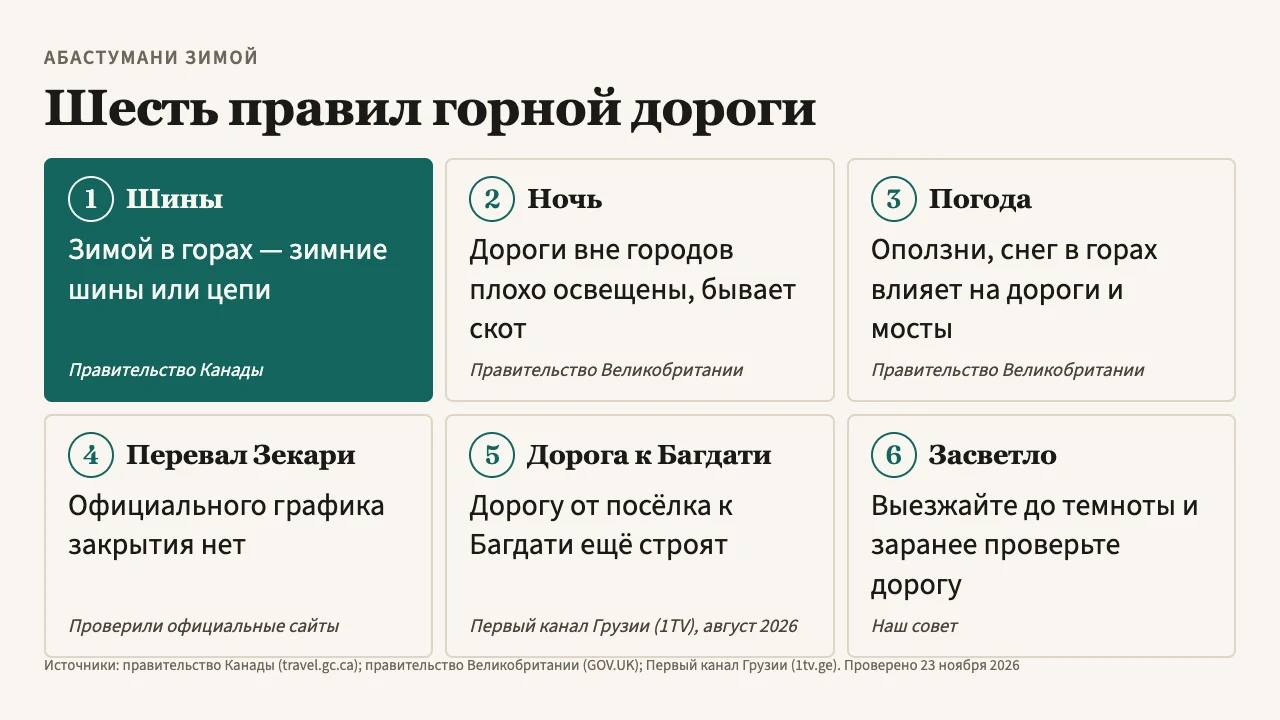 АБАСТУМАНИ ЗИМОЙ
Шесть правил горной дороги
1 Шины
Зимой в горах — зимние
шины или цепи
Правительство Канады
2 Ночь
Дороги вне городов
плохо освещены, бывает
скот
Правительство Великобритании
3 Погода
Оползни, снег в горах
влияет на дороги и
мосты
Правительство Великобритании
4 Перевал Зекари
Официального графика
закрытия нет
Проверили официальные сайты
5 Дорога к Багдати
Дорогу от посёлка к
Багдати ещё строят
Первый канал Грузии (1TV), август 2026
6 Засветло
Выезжайте до темноты и
заранее проверьте
дорогу
Наш совет
Источники: правительство Канады (travel.gc.ca); правительство Великобритании (GOV.UK); Первый канал Грузии (1tv.ge). Проверено 23 ноября 2026